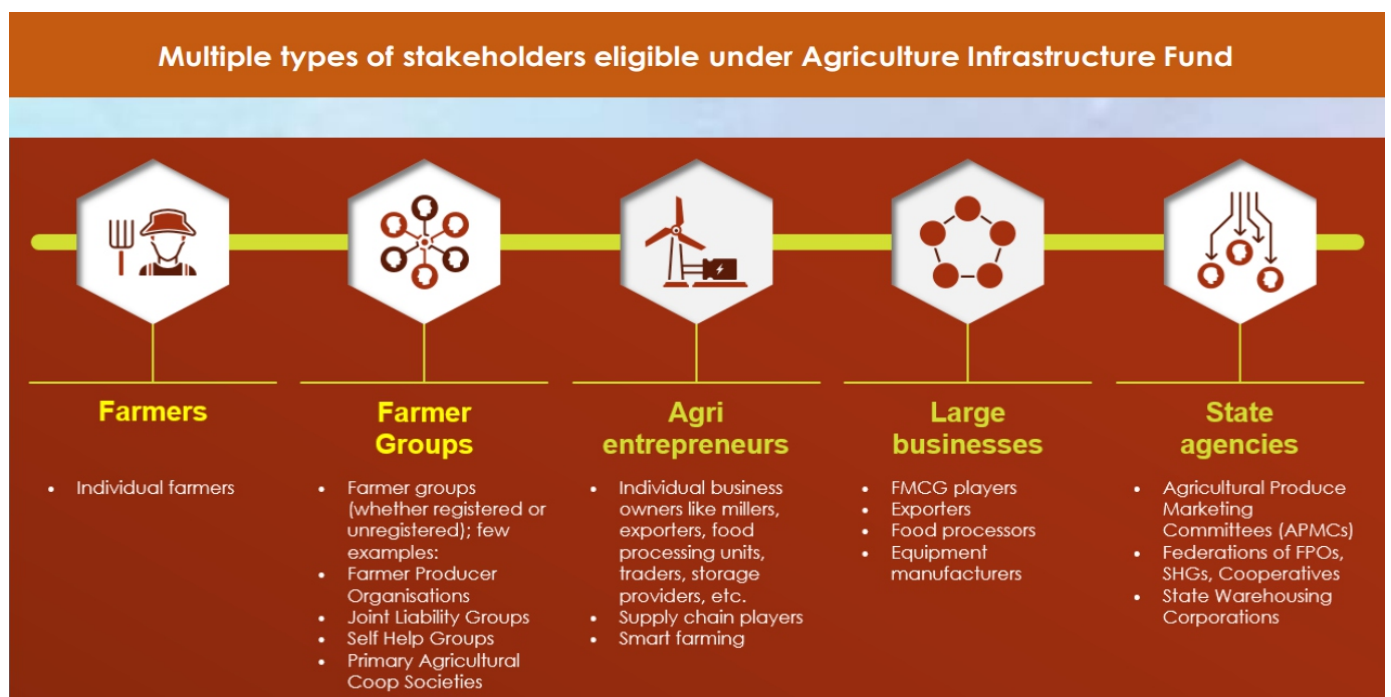 Multiple types of stakeholders eligible under Agriculture Infrastructure Fund
Farmers
• Individual farmers
Farmer
Groups
• Farmer groups
(whether registered or
unregistered); few
examples:
• Farmer Producer
Organisations
• Joint Liability Groups
• Self Help Groups
• Primary Agricultural
Coop Societies
Agri
entrepreneurs
• Individual business
owners like millers,
exporters, food
processing units,
traders, storage
providers, etc.
• Supply chain players
• Smart farming
Large
businesses
• FMCG players
• Exporters
• Food processors
• Equipment
manufacturers
State
agencies
• Agricultural Produce
Marketing
Committees (APMCs)
• Federations of FPOs,
SHGs, Cooperatives
• State Warehousing
Corporations